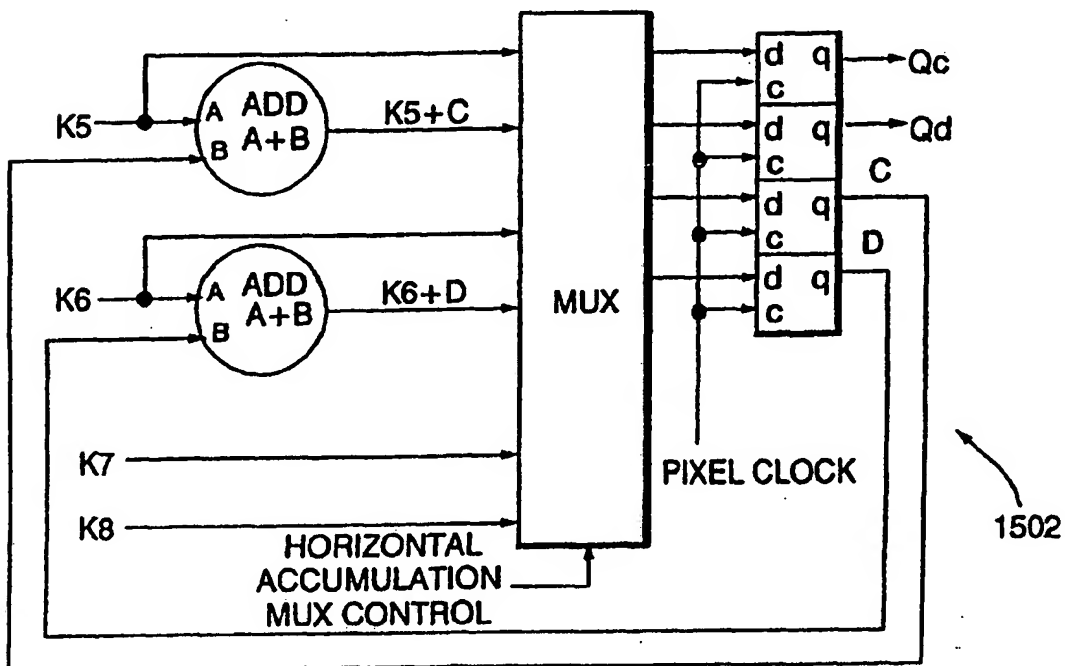 d q Qc
c
K5
A ADD
B A+B
K5+C
d q Qd
c
C
d q
c
D
K6
A ADD
B A+B
K6+D
MUX
d q
c
K7
PIXEL CLOCK
K8
1502
HORIZONTAL
ACCUMULATION
MUX CONTROL